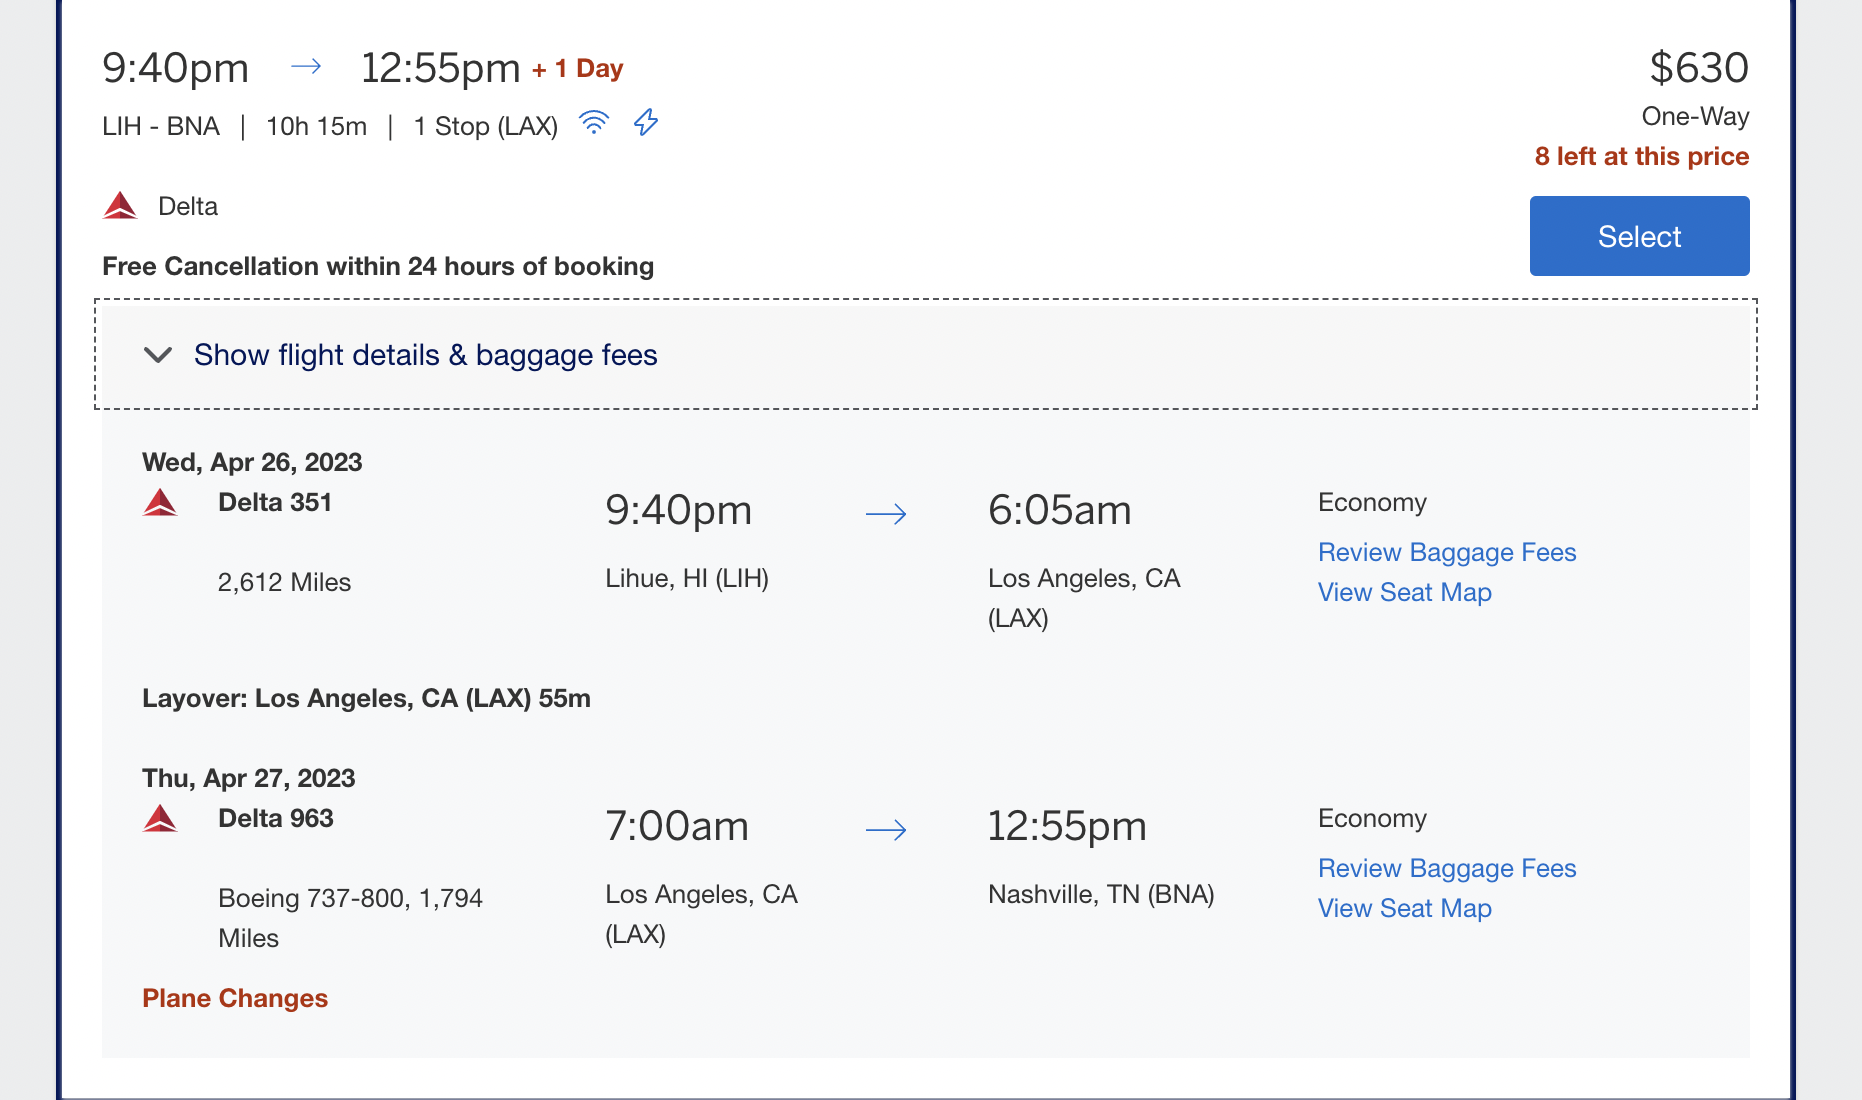 9:40pm → 12:55pm + 1 Day
$630
LIH - BNA | 10h 15m | 1 Stop (LAX)
One-Way
8 left at this price
Delta
Select
Free Cancellation within 24 hours of booking
Show flight details & baggage fees
Wed, Apr 26, 2023
Delta 351
9:40pm → 6:05am
Economy
Review Baggage Fees
2,612 Miles
Lihue, HI (LIH)
Los Angeles, CA
(LAX)
View Seat Map
Layover: Los Angeles, CA (LAX) 55m
Thu, Apr 27, 2023
Delta 963
7:00am → 12:55pm
Economy
Review Baggage Fees
Boeing 737-800, 1,794
Miles
Los Angeles, CA
(LAX)
Nashville, TN (BNA)
View Seat Map
Plane Changes